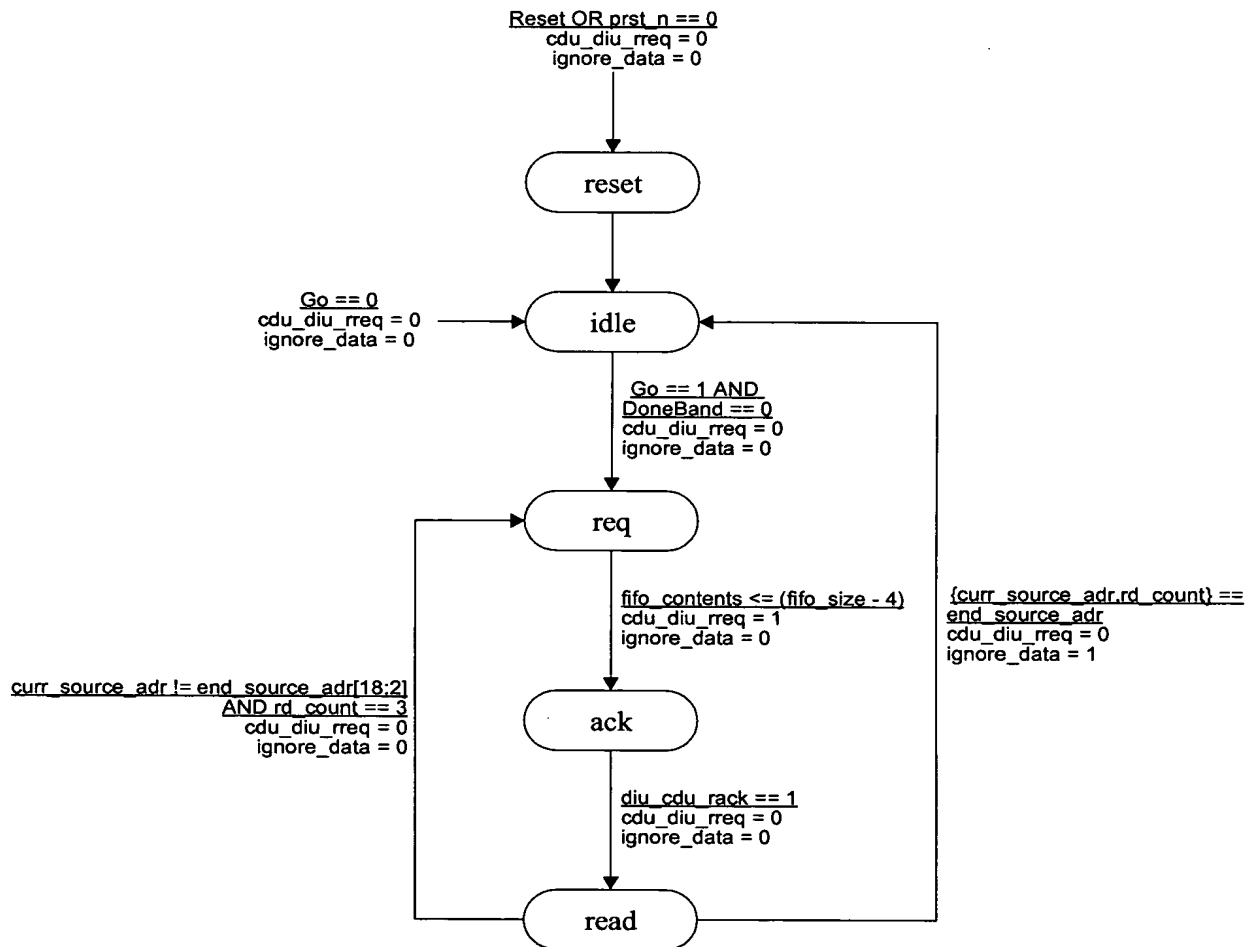 Reset OR prst_n == 0
cdu_diu_rreq = 0
ignore_data = 0
reset
Go == 0
cdu_diu_rreq = 0
ignore_data = 0
idle
Go == 1 AND
DoneBand == 0
cdu_diu_rreq = 0
ignore_data = 0
req
fifo_contents <= (fifo_size - 4)
cdu_diu_rreq = 1
ignore_data = 0
{curr_source_adr.rd_count} ==
end_source_adr
cdu_diu_rreq = 0
ignore_data = 1
curr_source_adr != end_source_adr[18:2]
AND rd_count == 3
cdu_diu_rreq = 0
ignore_data = 0
ack
diu_cdu_rack == 1
cdu_diu_rreq = 0
ignore_data = 0
read